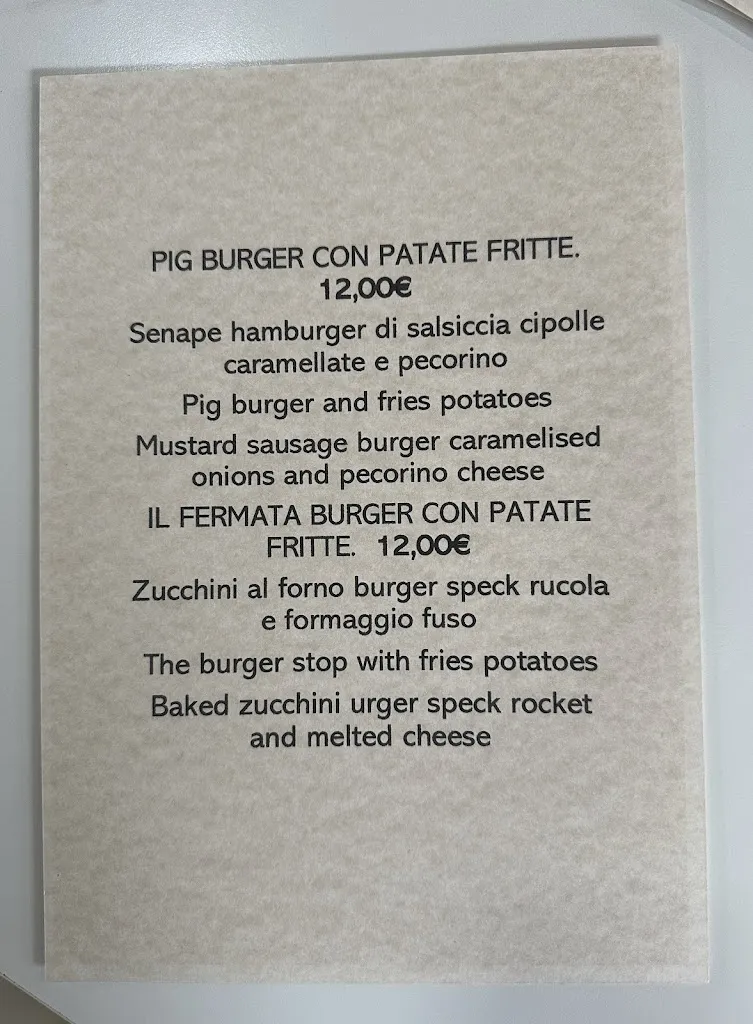 PIG BURGER CON PATATE FRITTE.
12,00€
Senape hamburger di salsiccia cipolle
caramellate e pecorino
Pig burger and fries potatoes
Mustard sausage burger caramelised
onions and pecorino cheese
IL FERMATA BURGER CON PATATE
FRITTE. 12,00€
Zucchini al forno burger speck rucola
e formaggio fuso
The burger stop with fries potatoes
Baked zucchini urger speck rocket
and melted cheese